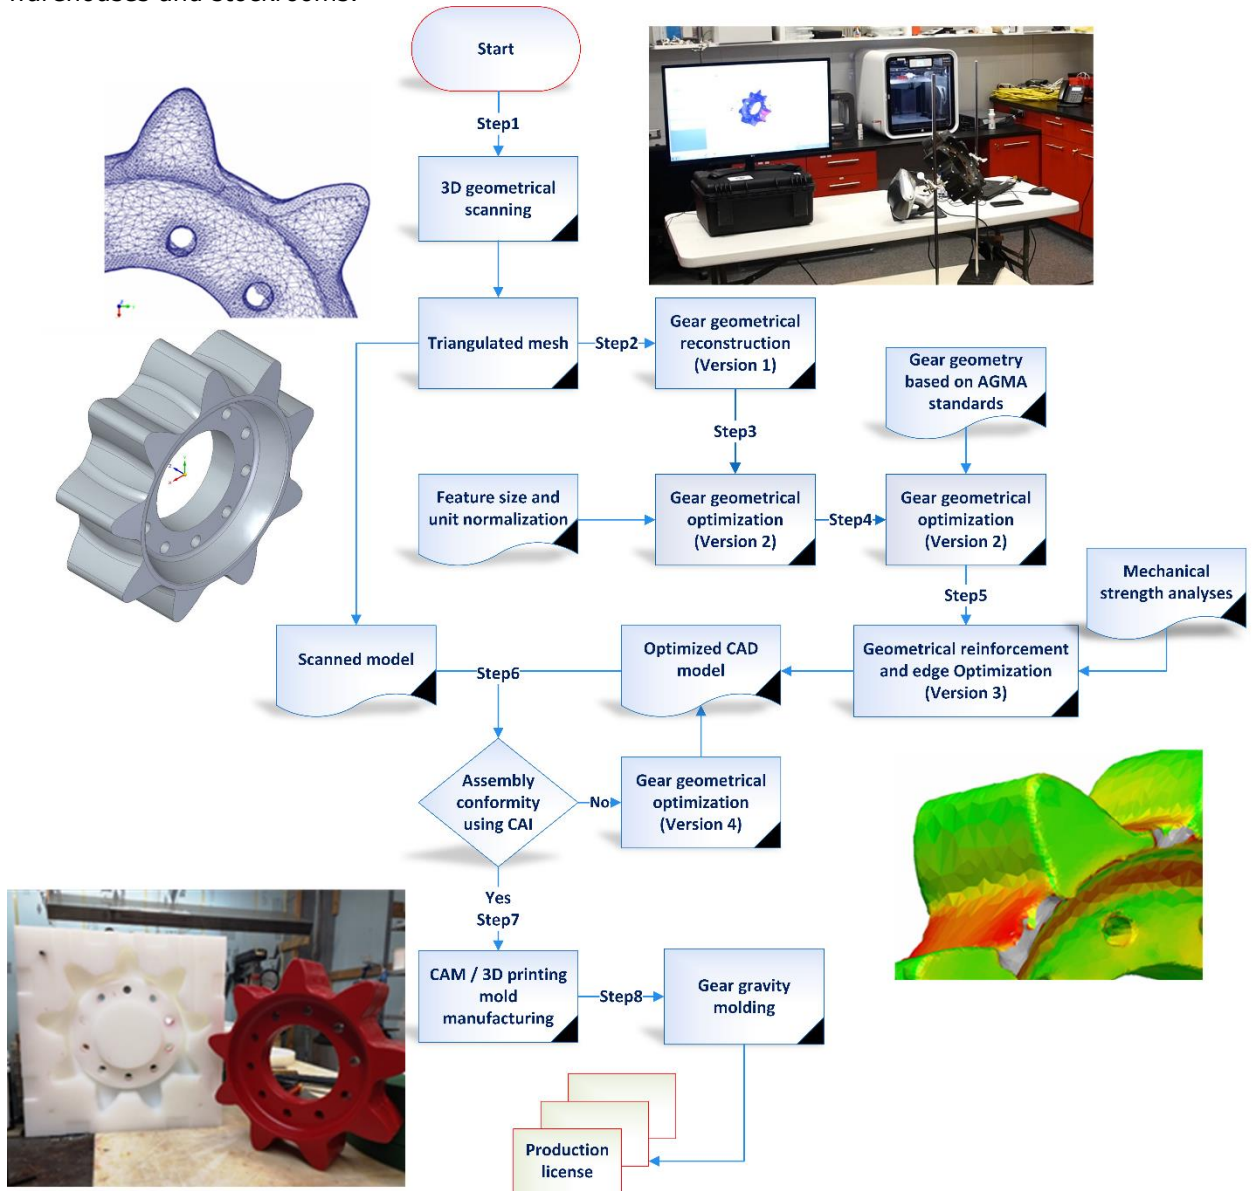 warehouses and stockrooms.
Start
Step1
3D geometrical
scanning
Triangulated mesh
Step2
Gear geometrical
reconstruction
(Version 1)
Gear geometry
based on AGMA
standards
Step3
Feature size and
unit normalization
Gear geometrical
optimization
(Version 2)
Step4
Gear geometrical
optimization
(Version 2)
Mechanical
strength analyses
Step5
Scanned model
Step6
Optimized CAD
model
Geometrical reinforcement
and edge Optimization
(Version 3)
Assembly
conformity
using CAI
No
Gear geometrical
optimization
(Version 4)
Yes
Step7
CAM / 3D printing
mold
manufacturing
Step8
Gear gravity
molding
Production
license